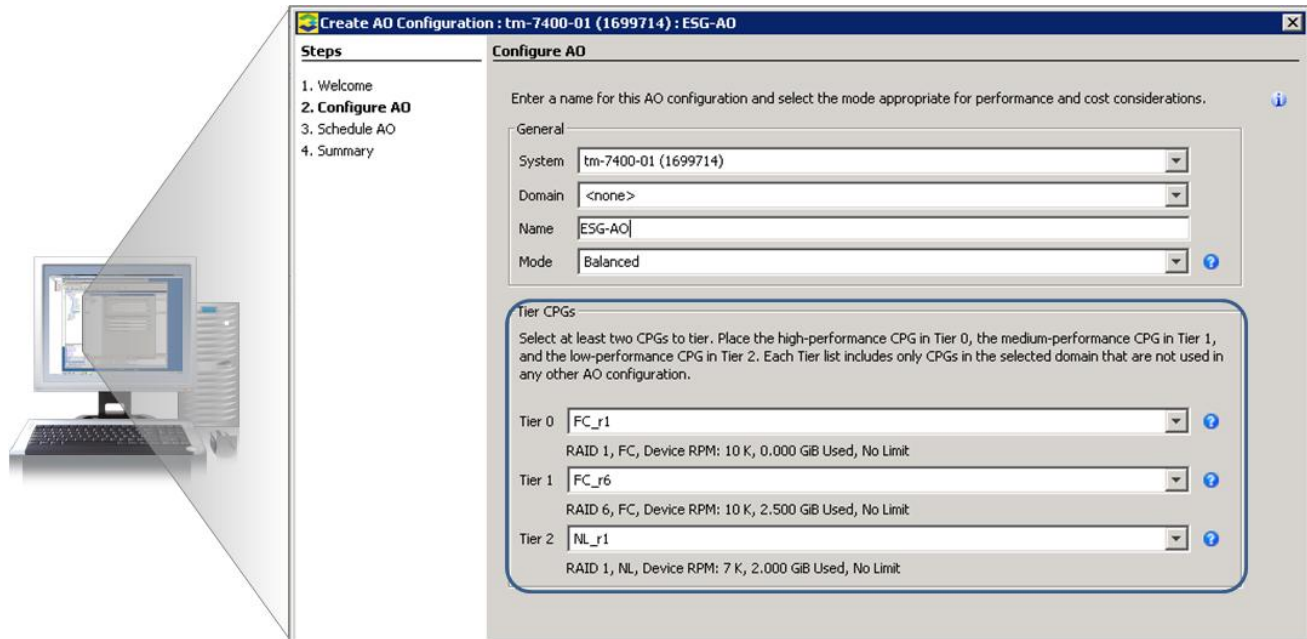 Create AO Configuration : tm-7400-01 (1699714) : ESG-AO
Steps
1. Welcome
2. Configure AO
3. Schedule AO
4. Summary
Configure AO
Enter a name for this AO configuration and select the mode appropriate for performance and cost considerations.
General
System tm-7400-01 (1699714)
Domain <none>
Name ESG-AO
Mode Balanced
Tier CPGs
Select at least two CPGs to tier. Place the high-performance CPG in Tier 0, the medium-performance CPG in Tier 1,
and the low-performance CPG in Tier 2. Each Tier list includes only CPGs in the selected domain that are not used in
any other AO configuration.
Tier 0 FC_r1
RAID 1, FC, Device RPM: 10 K, 0.000 GiB Used, No Limit
Tier 1 FC_r6
RAID 6, FC, Device RPM: 10 K, 2.500 GiB Used, No Limit
Tier 2 NL_r1
RAID 1, NL, Device RPM: 7 K, 2.000 GiB Used, No Limit